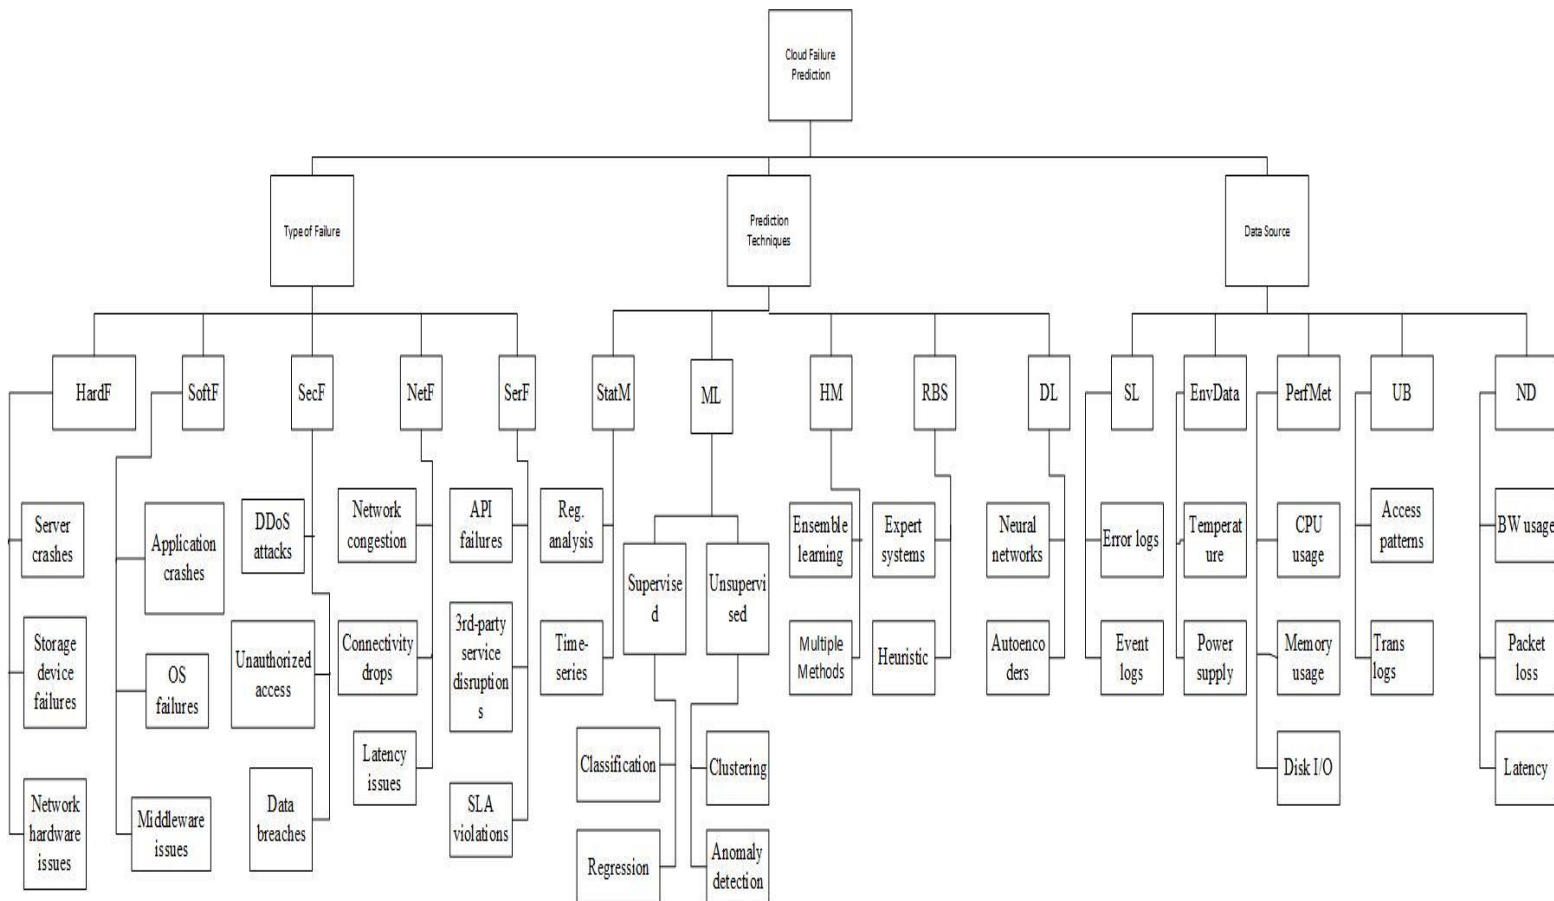 Cloud Failure
Prediction
Type of Failure
Prediction
Techniques
Data Source
HardF
SoftF
SecF
NetF
SerF
StatM
ML
HM
RBS
DL
SL
EnvData
PerfMet
UB
ND
Server
crashes
Storage
device
failures
Network
hardware
issues
Application
crashes
OS
failures
Middleware
issues
DDoS
attacks
Unauthorized
access
Data
breaches
Network
congestion
Connectivity
drops
Latency
issues
API
failures
3rd-party
service
disruption
s
SLA
violations
Reg.
analysis
Time-
series
Supervise
d
Unsupervi
sed
Classification
Regression
Clustering
Anomaly
detection
Ensemble
learning
Multiple
Methods
Expert
systems
Heuristic
Neural
networks
Autoenco
ders
Error logs
Event
logs
Temperat
ure
Power
supply
CPU
usage
Memory
usage
Disk I/O
Access
patterns
Trans
logs
BW usage
Packet
loss
Latency